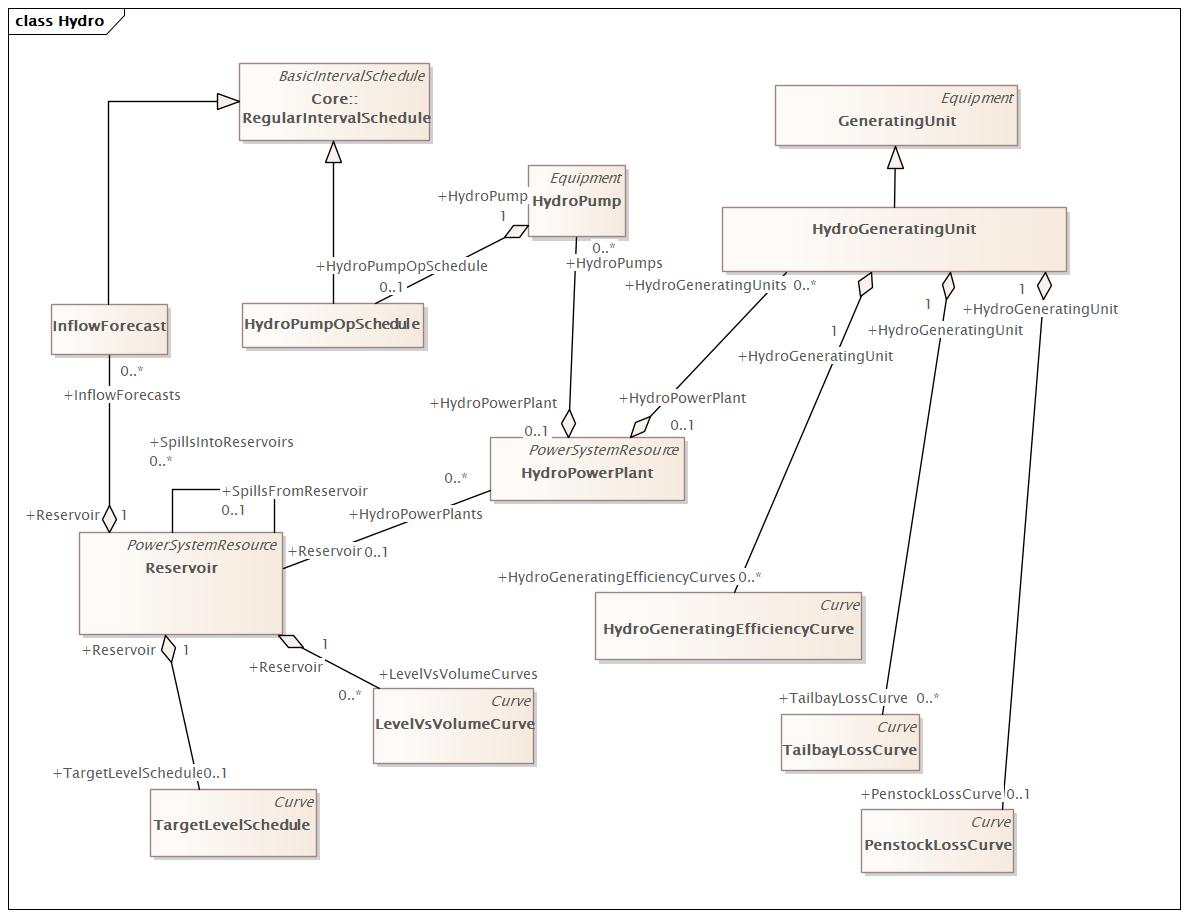 class Hydro
BasicIntervalSchedule
Core::
RegularIntervalSchedule
Equipment
GeneratingUnit
Equipment
HydroPump
+HydroPump
1
HydroGeneratingUnit
0..*
+HydroPumps
+HydroPumpOpSchedule
0..1
+HydroGeneratingUnits 0..*
1
+HydroGeneratingUnit
1
+HydroGeneratingUnit
1
+HydroGeneratingUnit
InflowForecast
HydroPumpOpSchedule
0..*
+InflowForecasts
+HydroPowerPlant
0..1
+HydroPowerPlant
0..1
PowerSystemResource
HydroPowerPlant
+SpillsIntoReservoirs
0..*
+SpillsFromReservoir
0..1
0..*
+HydroPowerPlants
+Reservoir 1
+Reservoir 0..1
PowerSystemResource
Reservoir
+HydroGeneratingEfficiencyCurves 0..*
Curve
HydroGeneratingEfficiencyCurve
+Reservoir 1
1
+Reservoir
+LevelVsVolumeCurves
0..*
Curve
LevelVsVolumeCurve
+TailbayLossCurve 0..*
Curve
TailbayLossCurve
+TargetLevelSchedule 0..1
Curve
TargetLevelSchedule
+PenstockLossCurve 0..1
Curve
PenstockLossCurve